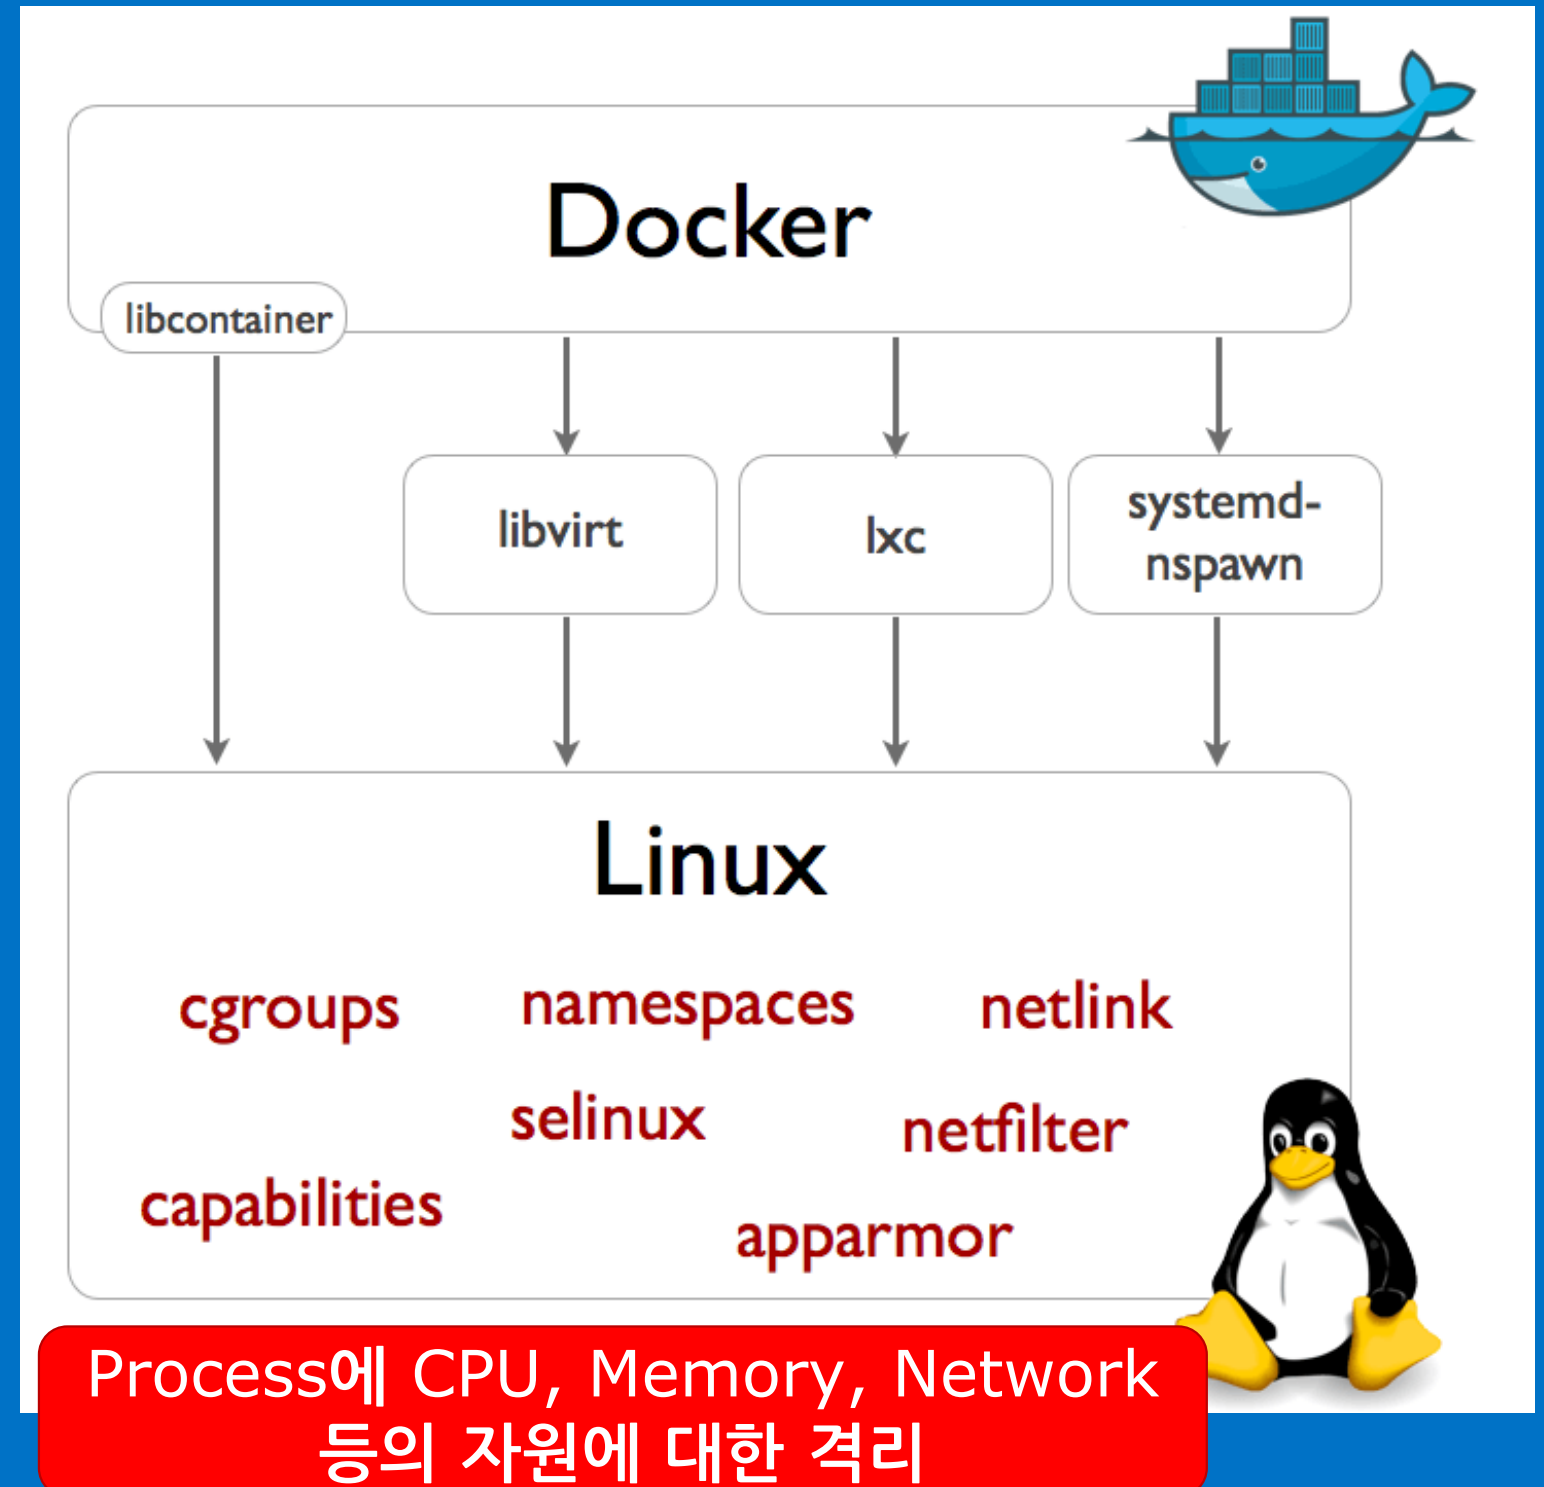 Docker
libcontainer
libvirt
lxc
systemd-
nspawn
Linux
cgroups
namespaces
netlink
selinux
netfilter
capabilities
apparmor
Process에 CPU, Memory, Network
등의 자원에 대한 격리